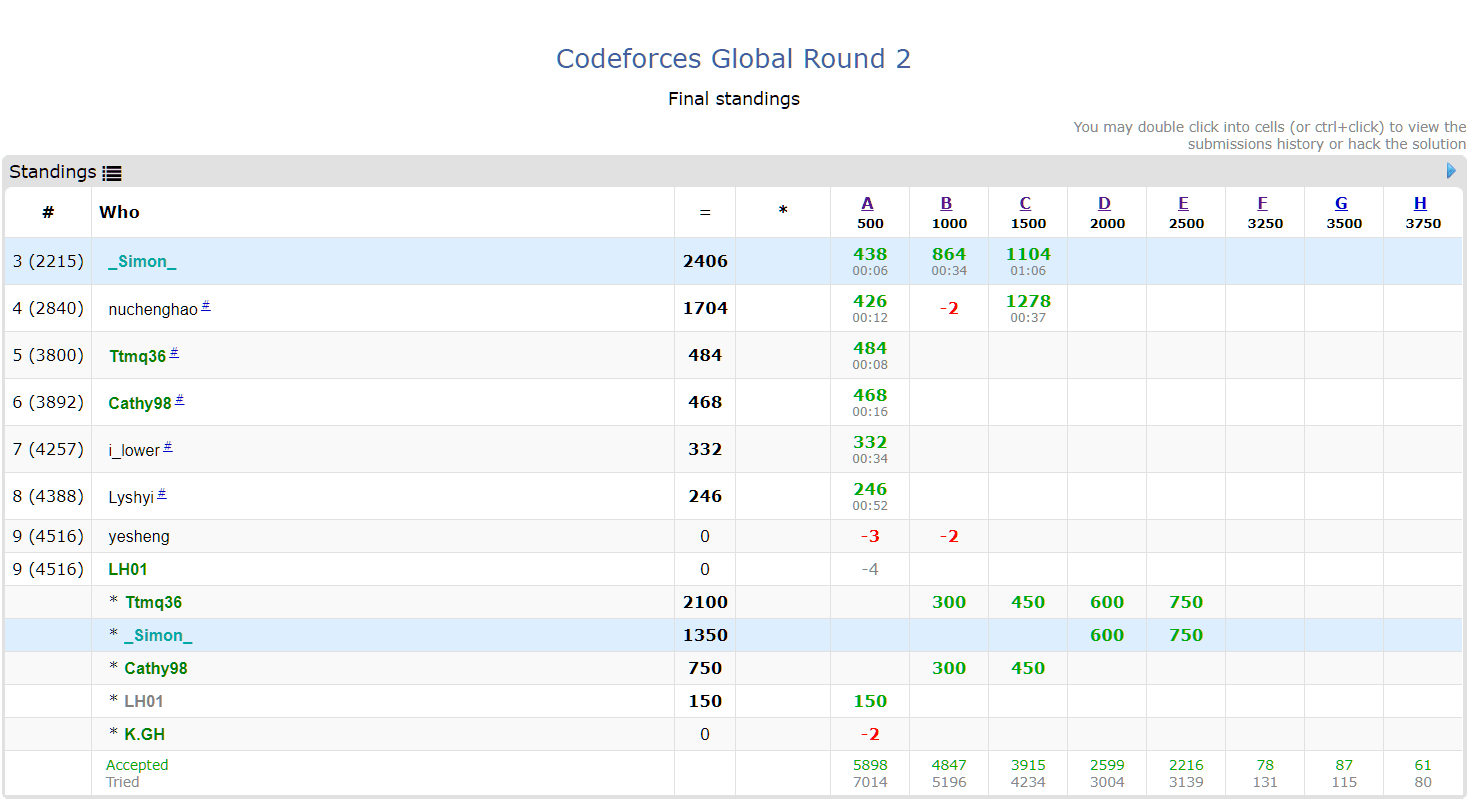 Codeforces Global Round 2
Final standings
You may double click into cells (or ctrl+click) to view the
submissions history or hack the solution
Standings
# Who = * A B C D E F G H
500 1000 1500 2000 2500 3250 3500 3750
3 (2215) _Simon_ 2406 438 864 1104
00:06 00:34 01:06
4 (2840) nuchenghao # 1704 426 -2 1278
00:12 00:37
5 (3800) Ttmq36 # 484 484
00:08
6 (3892) Cathy98 # 468 468
00:16
7 (4257) i_lower # 332 332
00:34
8 (4388) Lyshyi # 246 246
00:52
9 (4516) yesheng 0 -3 -2
9 (4516) LH01 0 -4
* Ttmq36 2100 300 450 600 750
* _Simon_ 1350 600 750
* Cathy98 750 300 450
* LH01 150 150
* K.GH 0 -2
Accepted 5898 4847 3915 2599 2216 78 87 61
Tried 7014 5196 4234 3004 3139 131 115 80